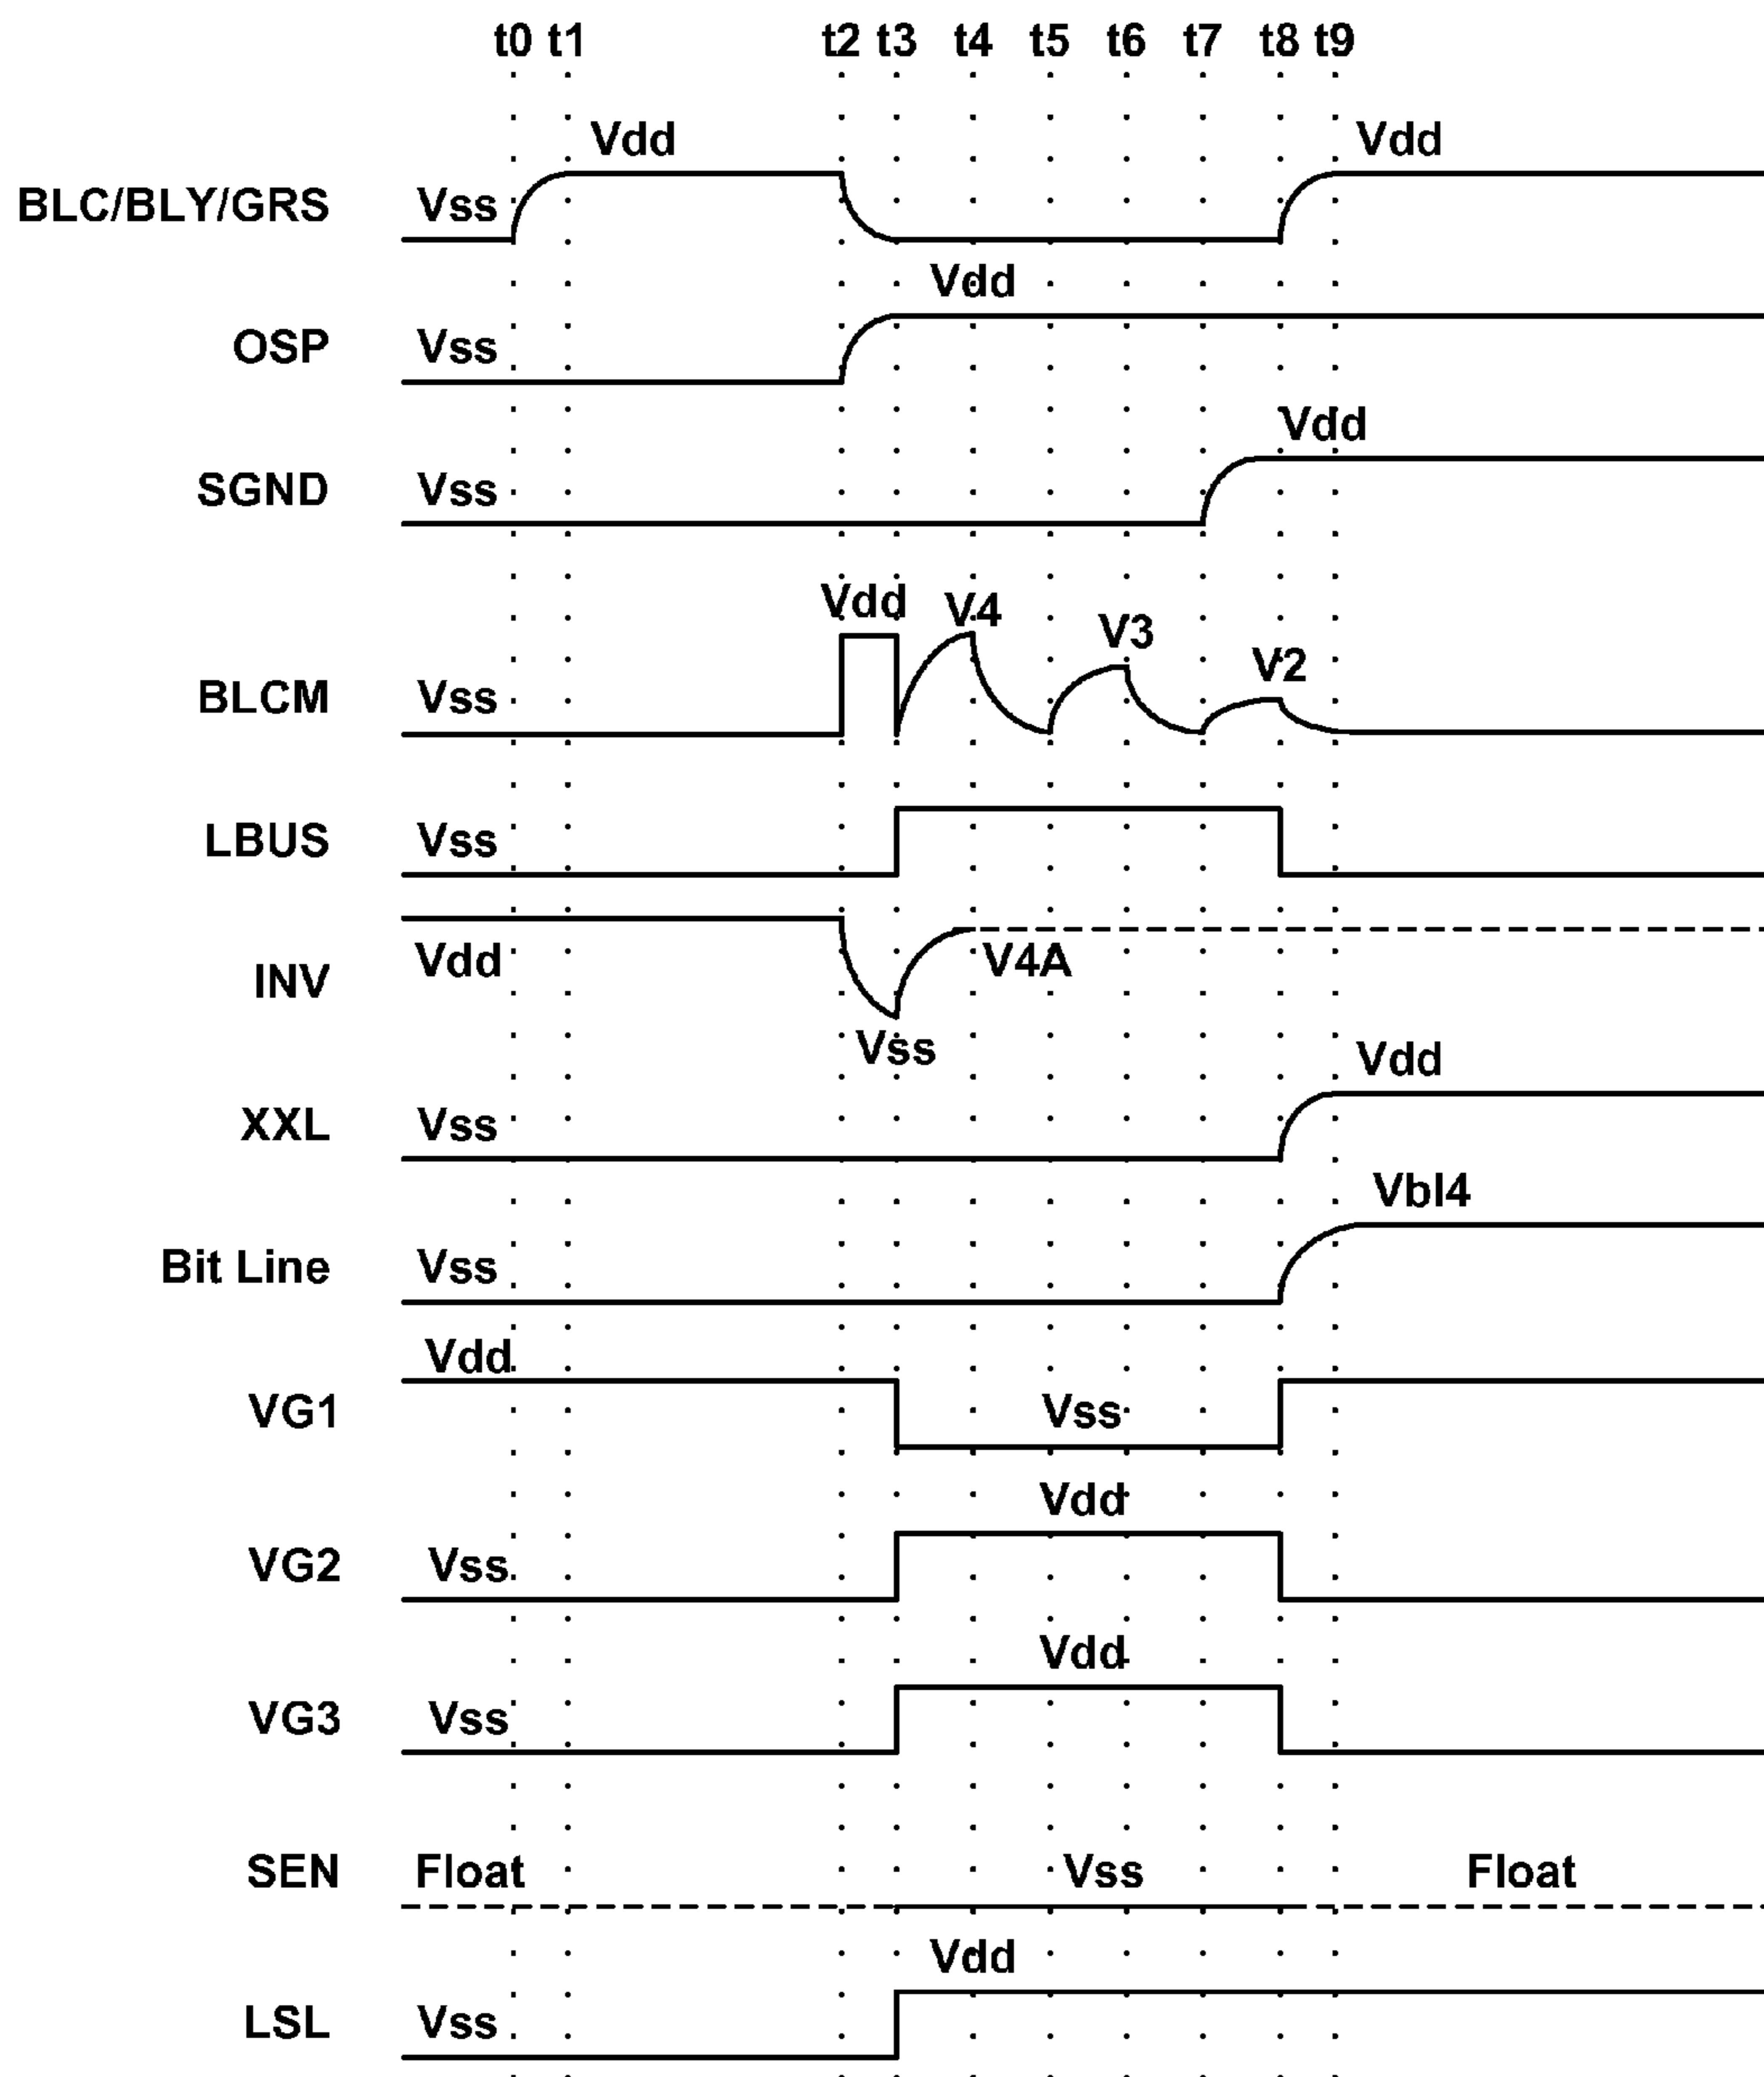 t0 t1 t2 t3 t4 t5 t6 t7 t8 t9
Vdd Vdd
BLC/BLY/GRS Vss
Vdd
OSP Vss
Vdd
SGND Vss
Vdd V4 V3 V2
BLCM Vss
LBUS Vss
Vdd V4A
INV
Vss Vdd
XXL Vss
Vbl4
Bit Line Vss
Vdd
VG1 Vss
Vdd
VG2 Vss
Vdd
VG3 Vss
SEN Float Vss Float
Vdd
LSL Vss